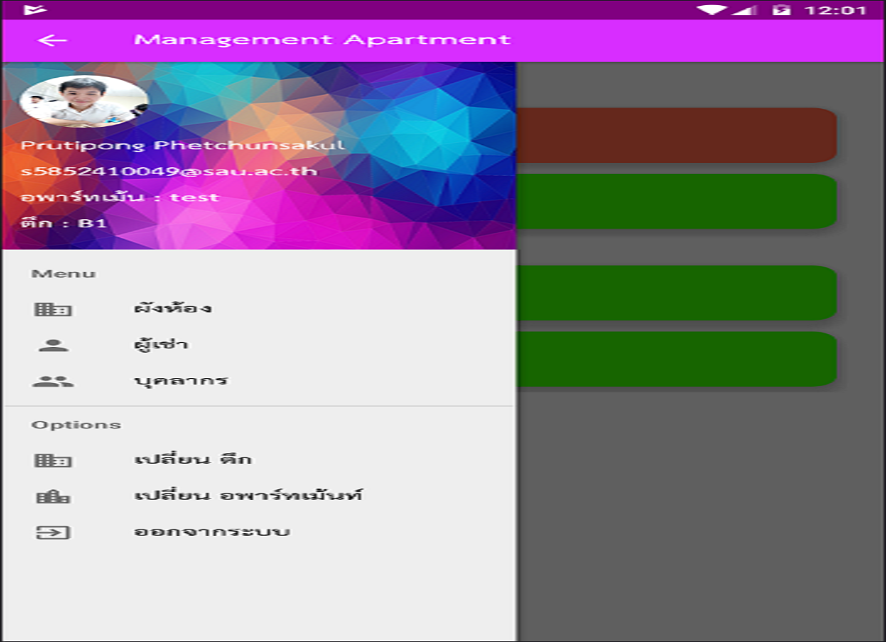 12:01
Management Apartment
Prutipong Phetchunsakul
s5852410049@sau.ac.th
อพาร์ทเม้น : test
ตึก : B1
Menu
ผังห้อง
ผู้เช่า
บุคลากร
Options
เปลี่ยน ตึก
เปลี่ยน อพาร์ทเม้นท์
ออกจากระบบ